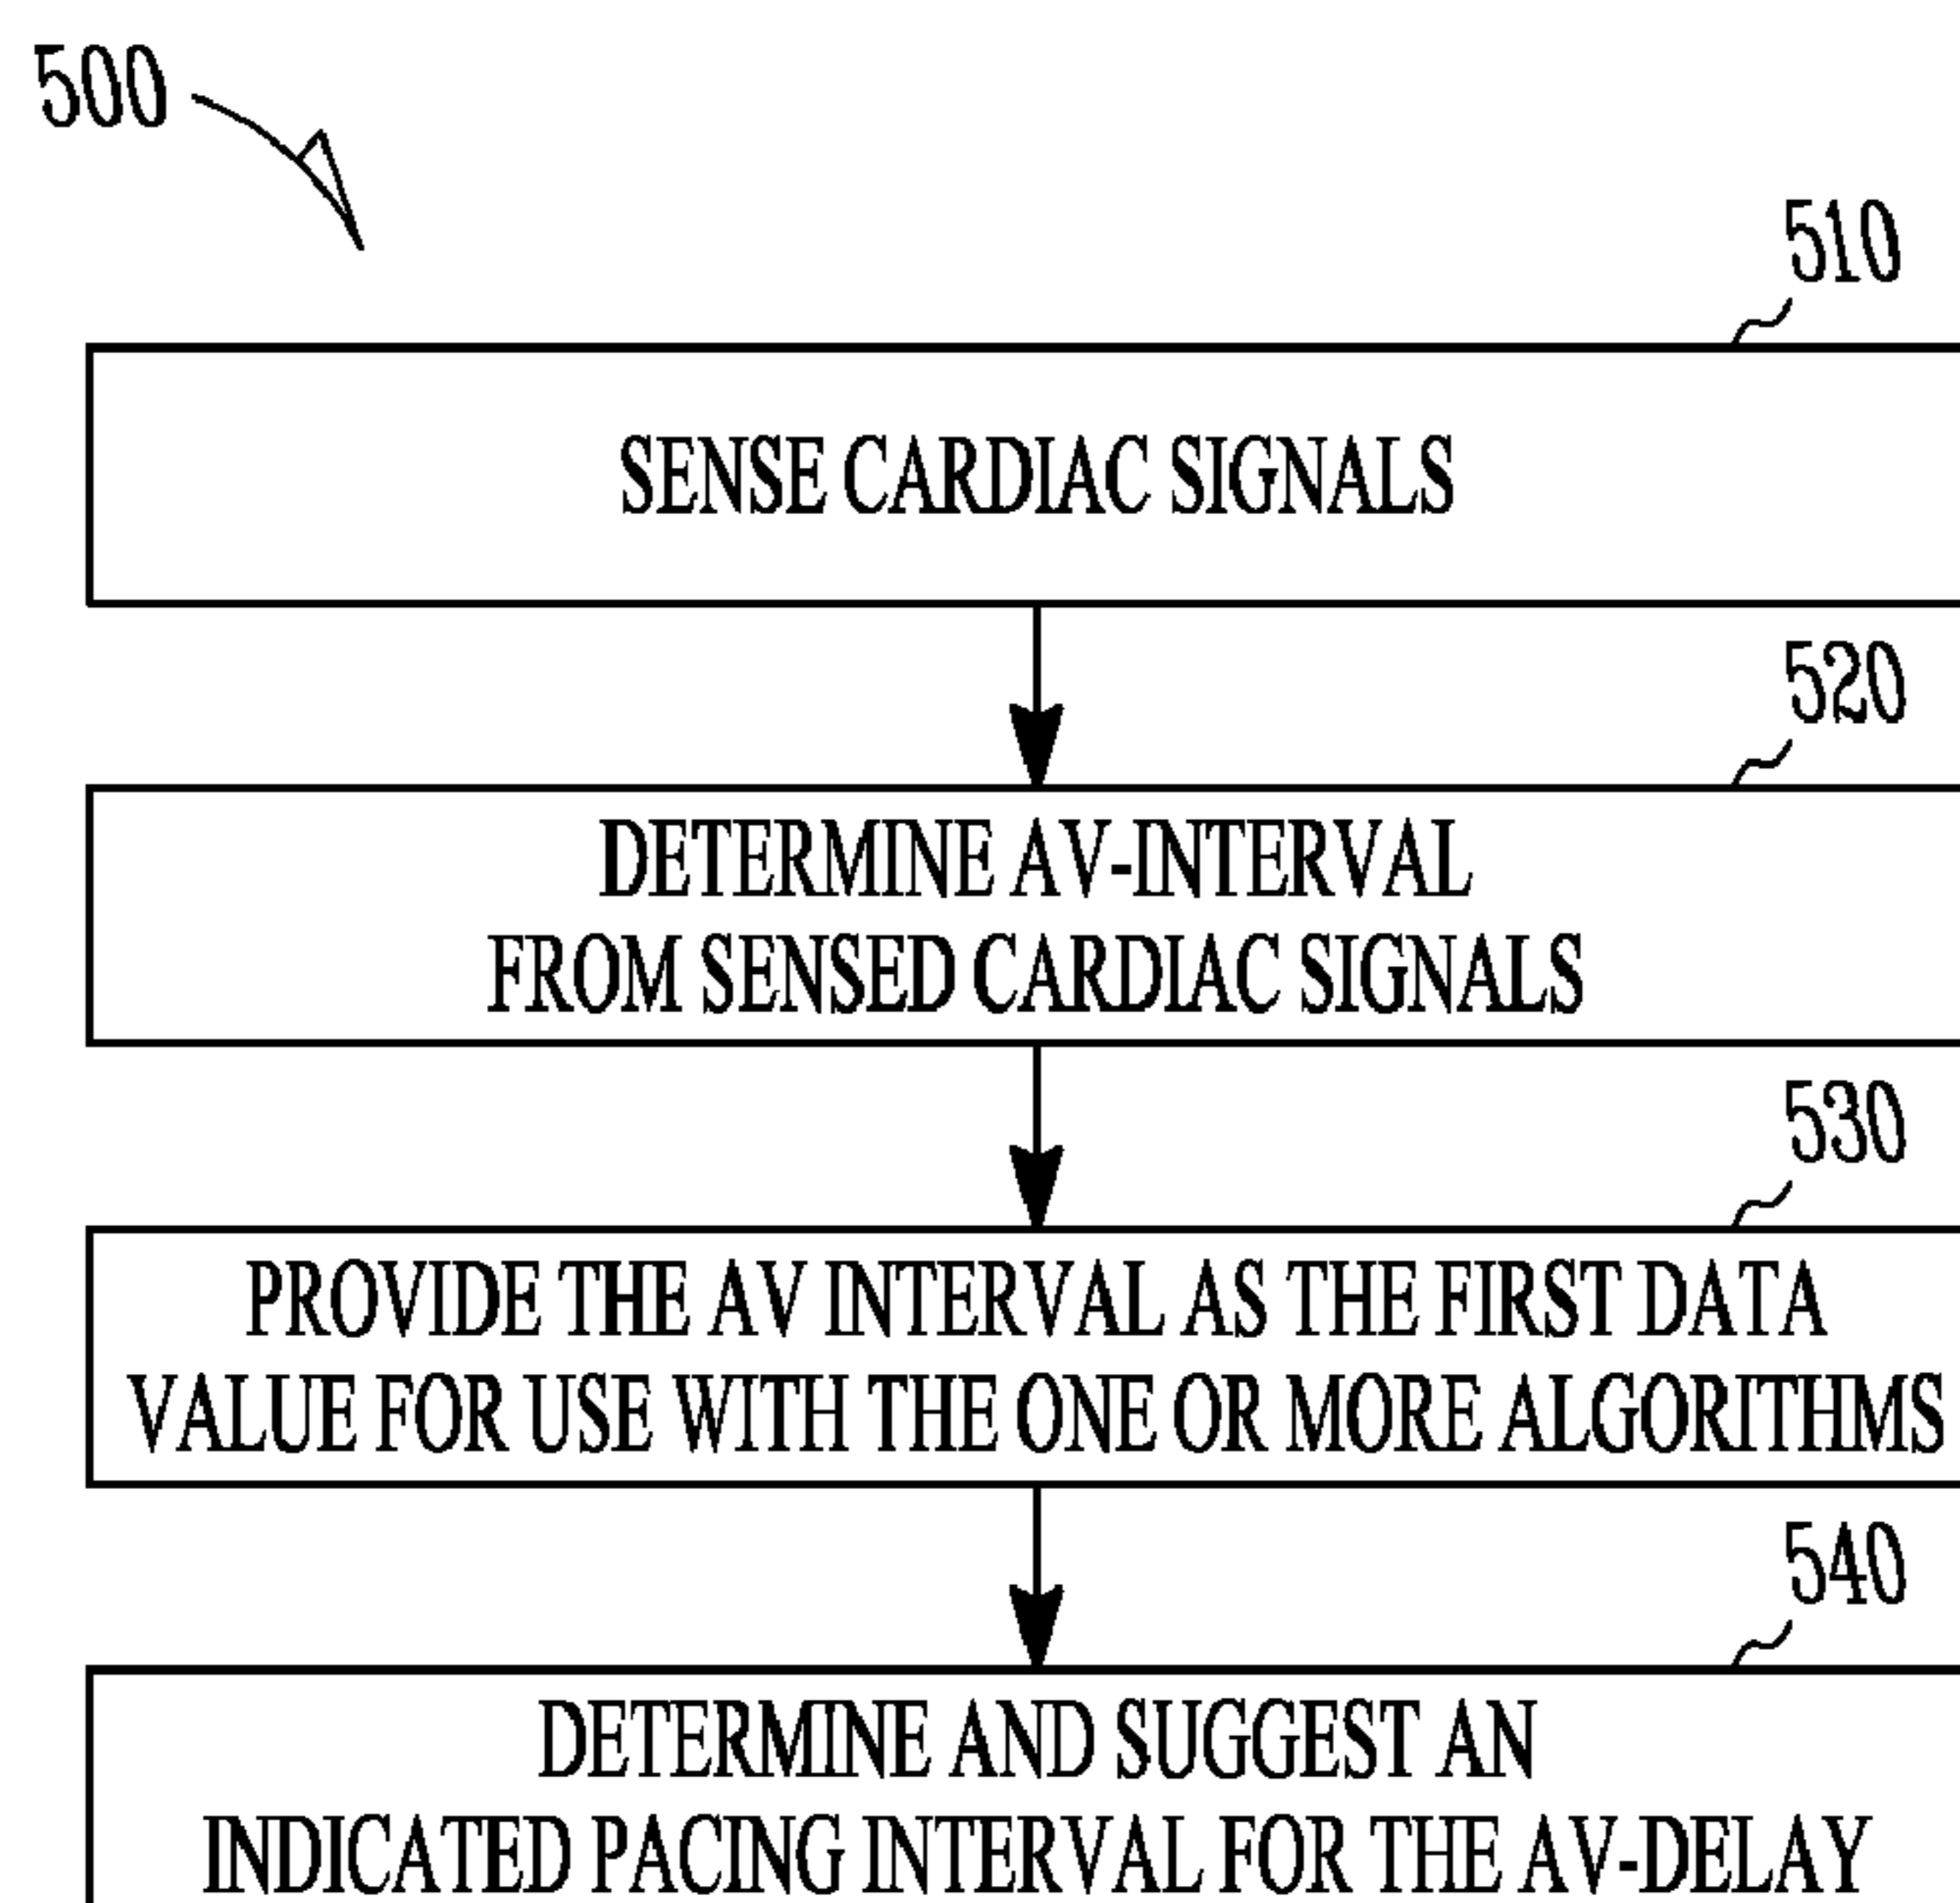 500
510
SENSE CARDIAC SIGNALS
520
DETERMINE AV-INTERVAL
FROM SENSED CARDIAC SIGNALS
530
PROVIDE THE AV INTERVAL AS THE FIRST DATA
VALUE FOR USE WITH THE ONE OR MORE ALGORITHMS
540
DETERMINE AND SUGGEST AN
INDICATED PACING INTERVAL FOR THE AV-DELAY